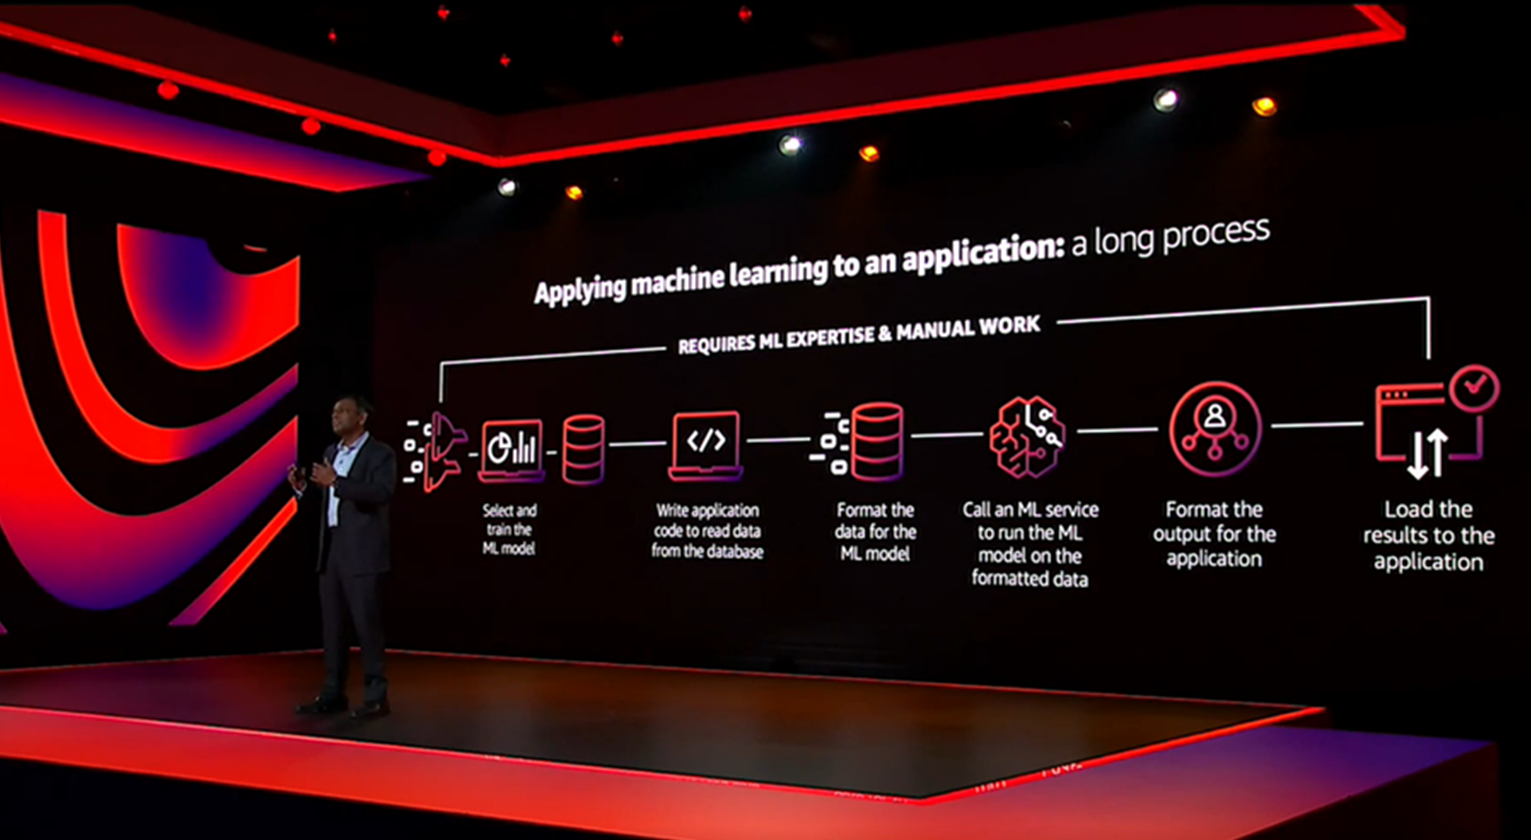 Applying machine learning to an application: a long process
REQUIRES ML EXPERTISE & MANUAL WORK
Select and
train the
ML model
Write application
code to read data
from the database
</>
Format the
data for the
ML model
Call an ML service
to run the ML
model on the
formatted data
Format the
output for the
application
Load the
results to the
application